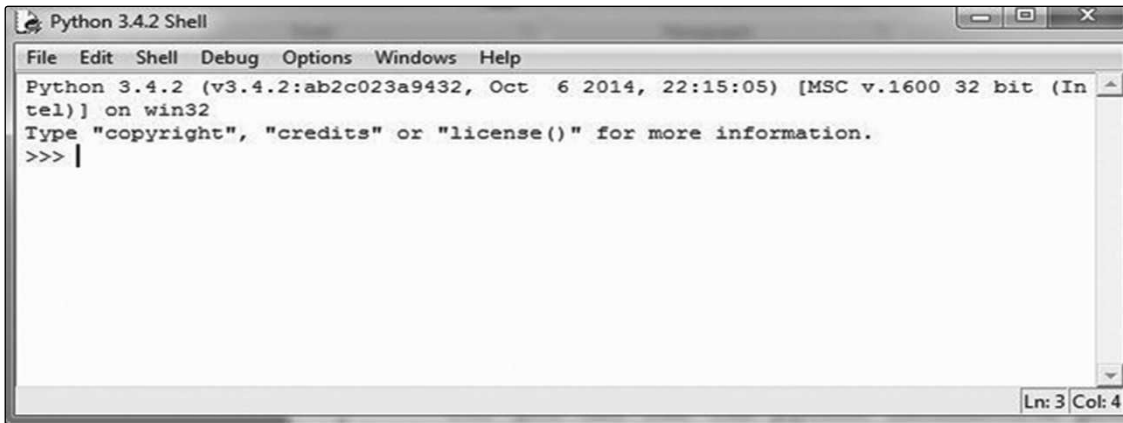 Python 3.4.2 Shell
File Edit Shell Debug Options Windows Help
Python 3.4.2 (v3.4.2:ab2c023a9432, Oct  6 2014, 22:15:05) [MSC v.1600 32 bit (In
tel)] on win32
Type "copyright", "credits" or "license()" for more information.
>>>
Ln: 3 Col: 4